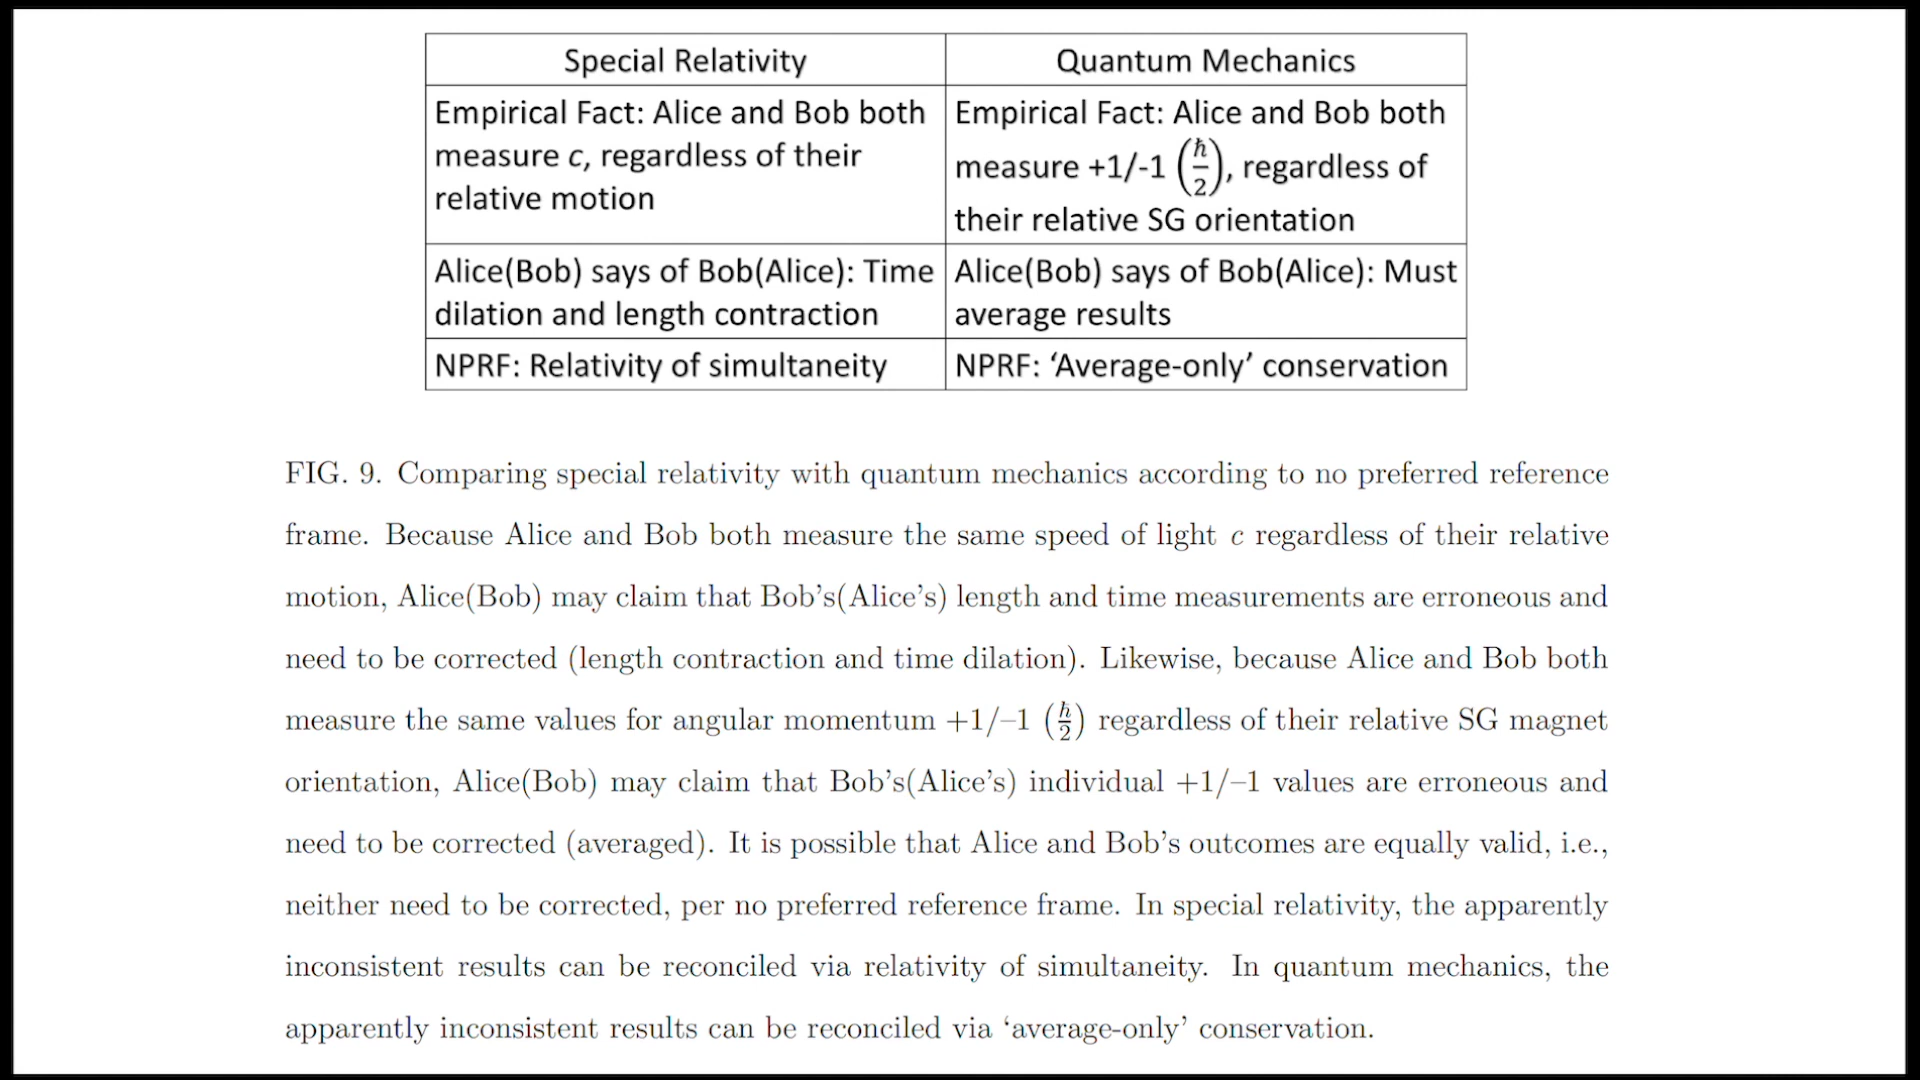 Special Relativity
Quantum Mechanics
Empirical Fact: Alice and Bob both
measure c, regardless of their
relative motion
Empirical Fact: Alice and Bob both
measure +1/-1 (ħ/2), regardless of
their relative SG orientation
Alice(Bob) says of Bob(Alice): Time
dilation and length contraction
Alice(Bob) says of Bob(Alice): Must
average results
NPRF: Relativity of simultaneity
NPRF: ‘Average-only’ conservation
FIG. 9. Comparing special relativity with quantum mechanics according to no preferred reference
frame. Because Alice and Bob both measure the same speed of light c regardless of their relative
motion, Alice(Bob) may claim that Bob’s(Alice’s) length and time measurements are erroneous and
need to be corrected (length contraction and time dilation). Likewise, because Alice and Bob both
measure the same values for angular momentum +1/–1 (ħ/2) regardless of their relative SG magnet
orientation, Alice(Bob) may claim that Bob’s(Alice’s) individual +1/–1 values are erroneous and
need to be corrected (averaged). It is possible that Alice and Bob’s outcomes are equally valid, i.e.,
neither need to be corrected, per no preferred reference frame. In special relativity, the apparently
inconsistent results can be reconciled via relativity of simultaneity. In quantum mechanics, the
apparently inconsistent results can be reconciled via ‘average-only’ conservation.